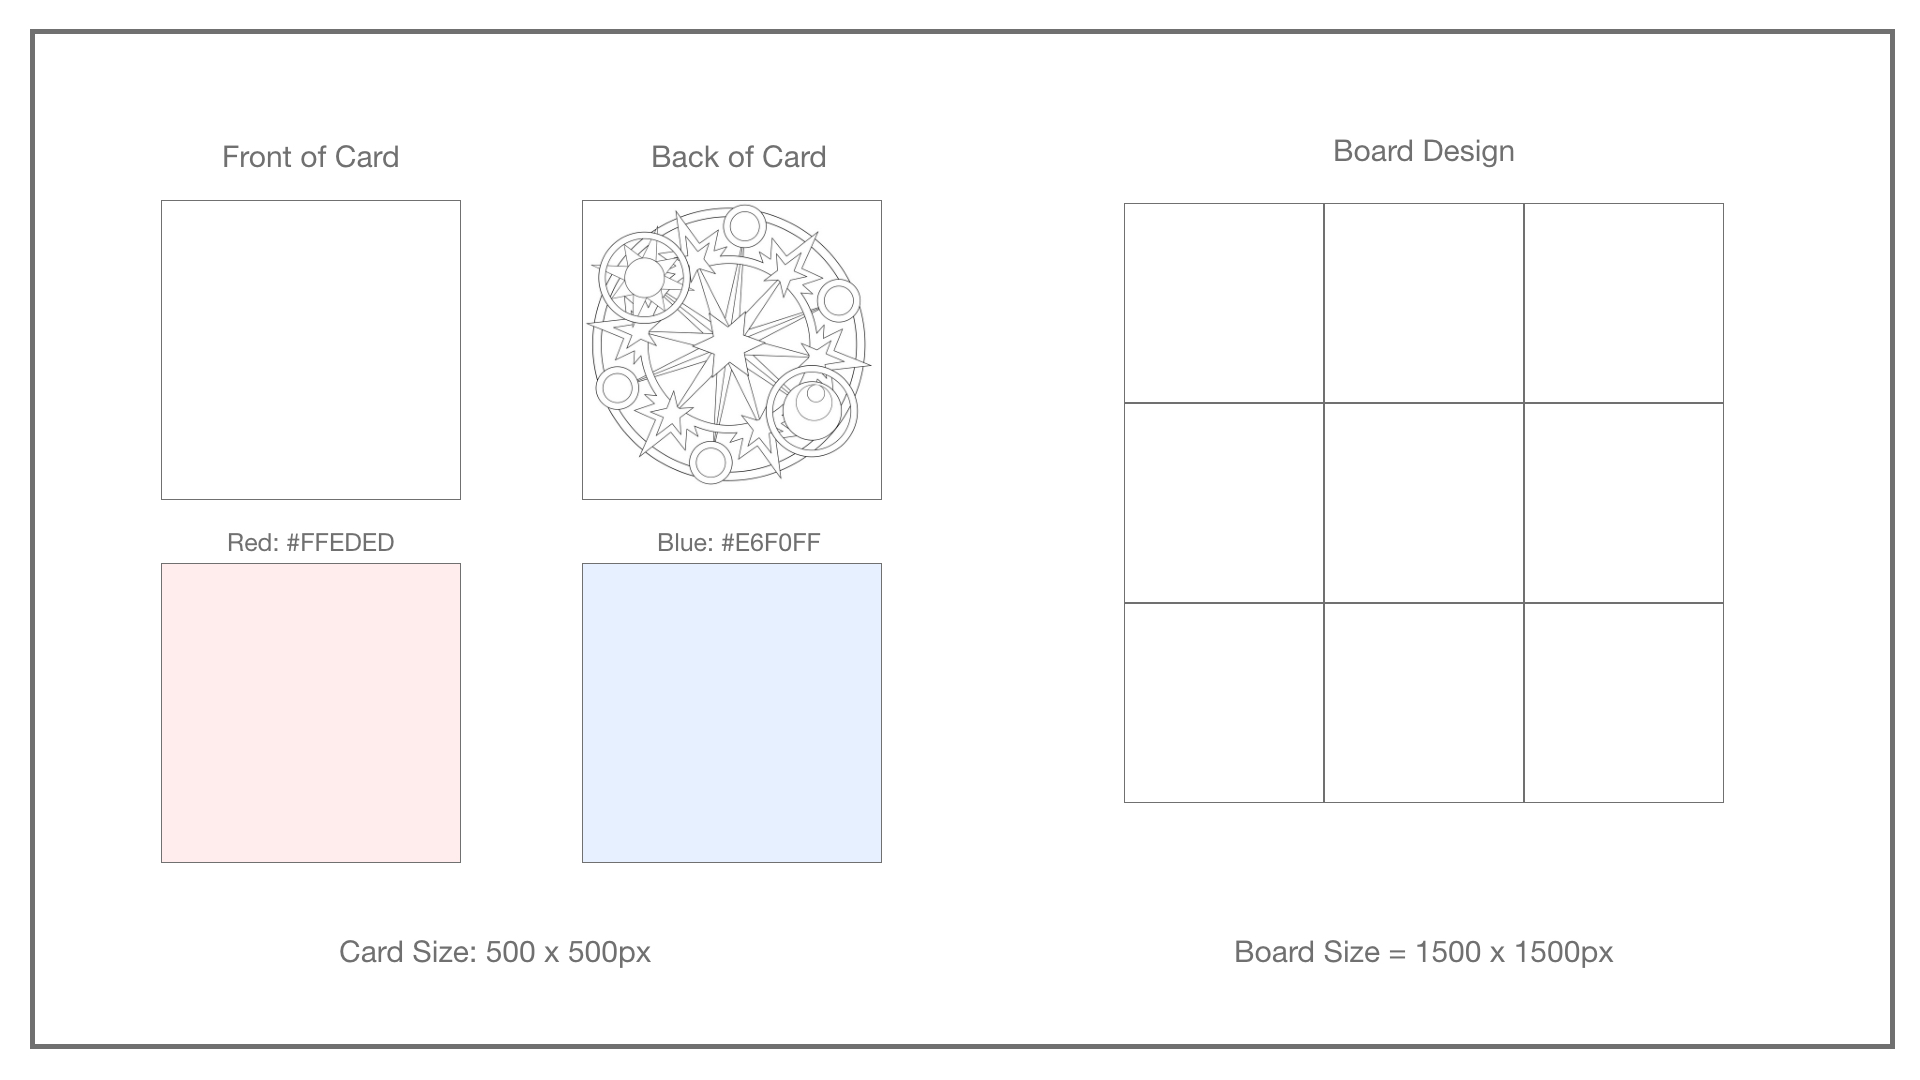 Front of Card
Back of Card
Board Design
Red: #FFEDED
Blue: #E6F0FF
Card Size: 500 x 500px
Board Size = 1500 x 1500px